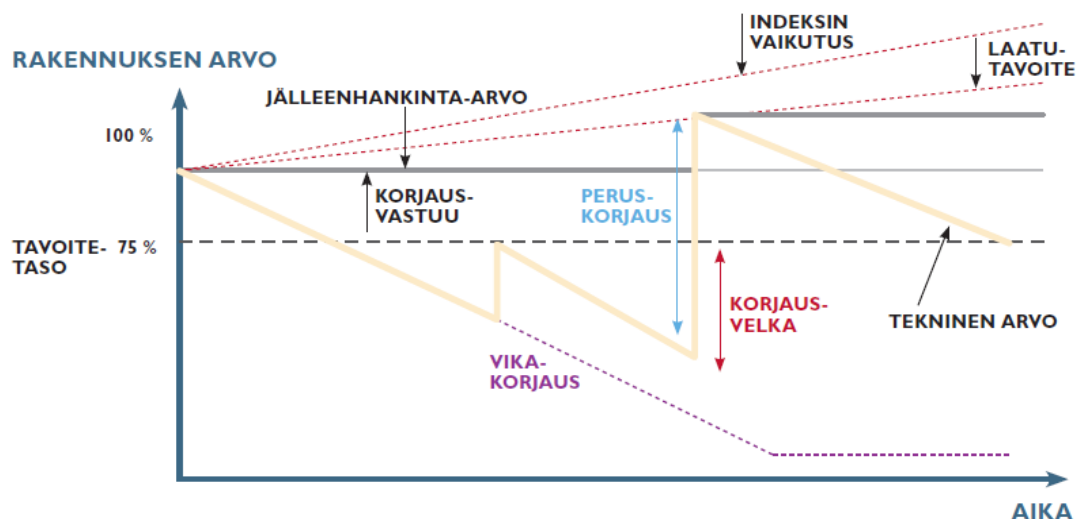 INDEKSIN
VAIKUTUS
LAATU-
TAVOITE
RAKENNUKSEN ARVO
JÄLLEENHANKINTA-ARVO
100 %
KORJAUS-
VASTUU
PERUS-
KORJAUS
TAVOITE- 75 %
TASO
KORJAUS-
VELKA
TEKNINEN ARVO
VIKA-
KORJAUS
AIKA